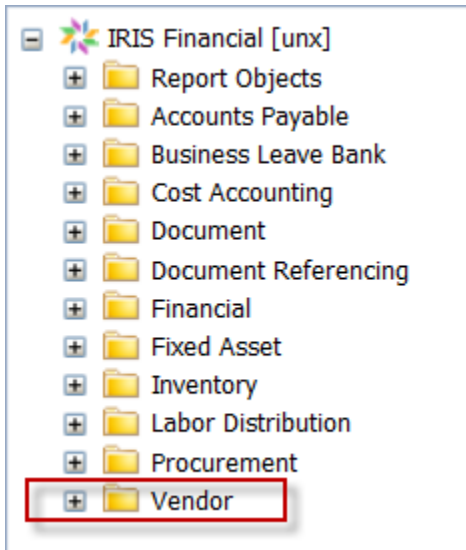 IRIS Financial [unx]
Report Objects
Accounts Payable
Business Leave Bank
Cost Accounting
Document
Document Referencing
Financial
Fixed Asset
Inventory
Labor Distribution
Procurement
Vendor